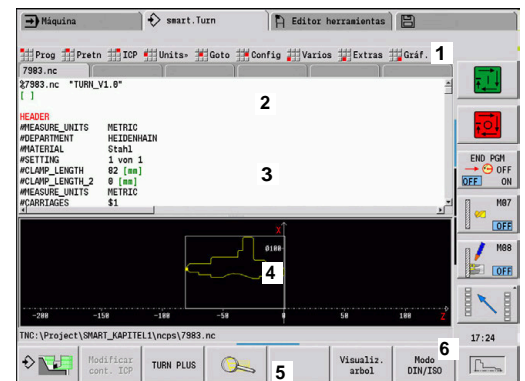 Máquina
smart.Turn
Editor herramientas
Prog Pretn ICP Units» Goto Config Varios Extras Gráf. 1
7983.nc
%7983.nc "TURN_V1.0"
[ ]
2
HEADER
#MEASURE_UNITS METRIC
#DEPARTMENT HEIDENHAIN
#MATERIAL Stahl
#SETTING 1 von 1
#CLAMP_LENGTH 82 [mm]
3
#CLAMP_LENGTH_2 0 [mm]
#MEASURE_UNITS METRIC
#CARRIAGES $1
END PGM
OFF
OFF ON
M07
OFF
M08
OFF
X
Ø100
4
-200 -150 -100 -50 0 50 100 Z
TNC:\Project\SMART_KAPITEL1\ncps\7983.nc
17:24
Modificar
cont. ICP
TURN PLUS
5
Visualiz.
arbol
6
Modo
DIN/ISO